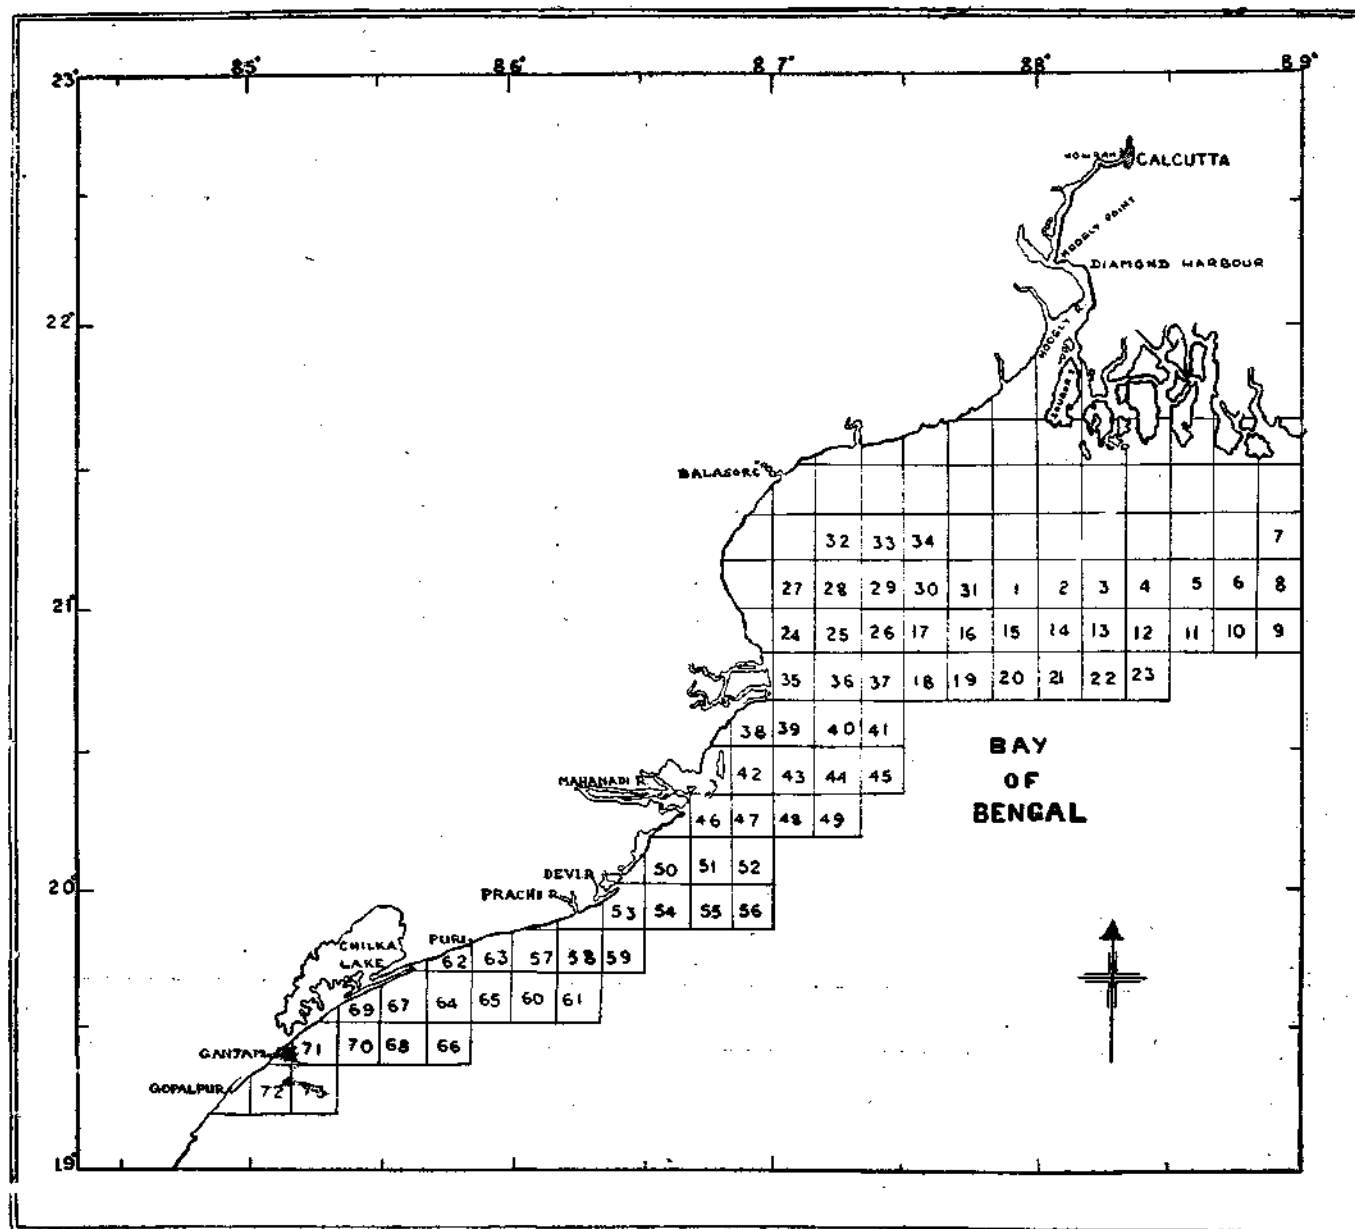 85° 86° 87° 88° 89°
23°
HOWRAH CALCUTTA
HOOGLY POINT
DIAMOND HARBOUR
22°
HOOGLY R.
SAUGOR I.
BALASORE
32 33 34 7
27 28 29 30 31 1 2 3 4 5 6 8
21°
24 25 26 17 16 15 14 13 12 11 10 9
35 36 37 18 19 20 21 22 23
38 39 40 41
BAY
OF
BENGAL
42 43 44 45
MAHANADI R.
46 47 48 49
50 51 52
DEVI.R
20°
PRACHI R
53 54 55 56
PURI
CHILKA
LAKE
62 63 57 58 59
69 67 64 65 60 61
GANJAM
71 70 68 66
GOPALPUR
72 73
19°